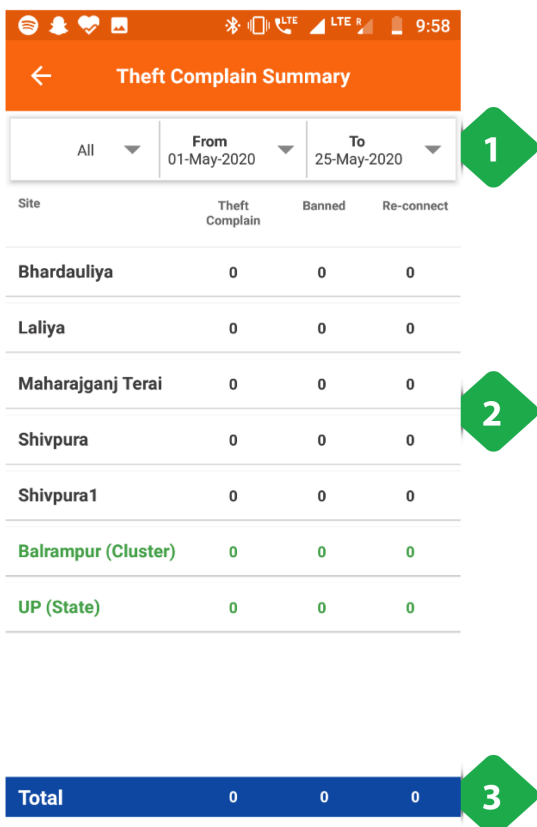 LTE LTE R 9:58
Theft Complain Summary
All From 01-May-2020 To 25-May-2020 1
Site Theft Complain Banned Re-connect
Bhardauliya 0 0 0
Laliya 0 0 0
Maharajganj Terai 0 0 0
2
Shivpura 0 0 0
Shivpura1 0 0 0
Balrampur (Cluster) 0 0 0
UP (State) 0 0 0
Total 0 0 0 3